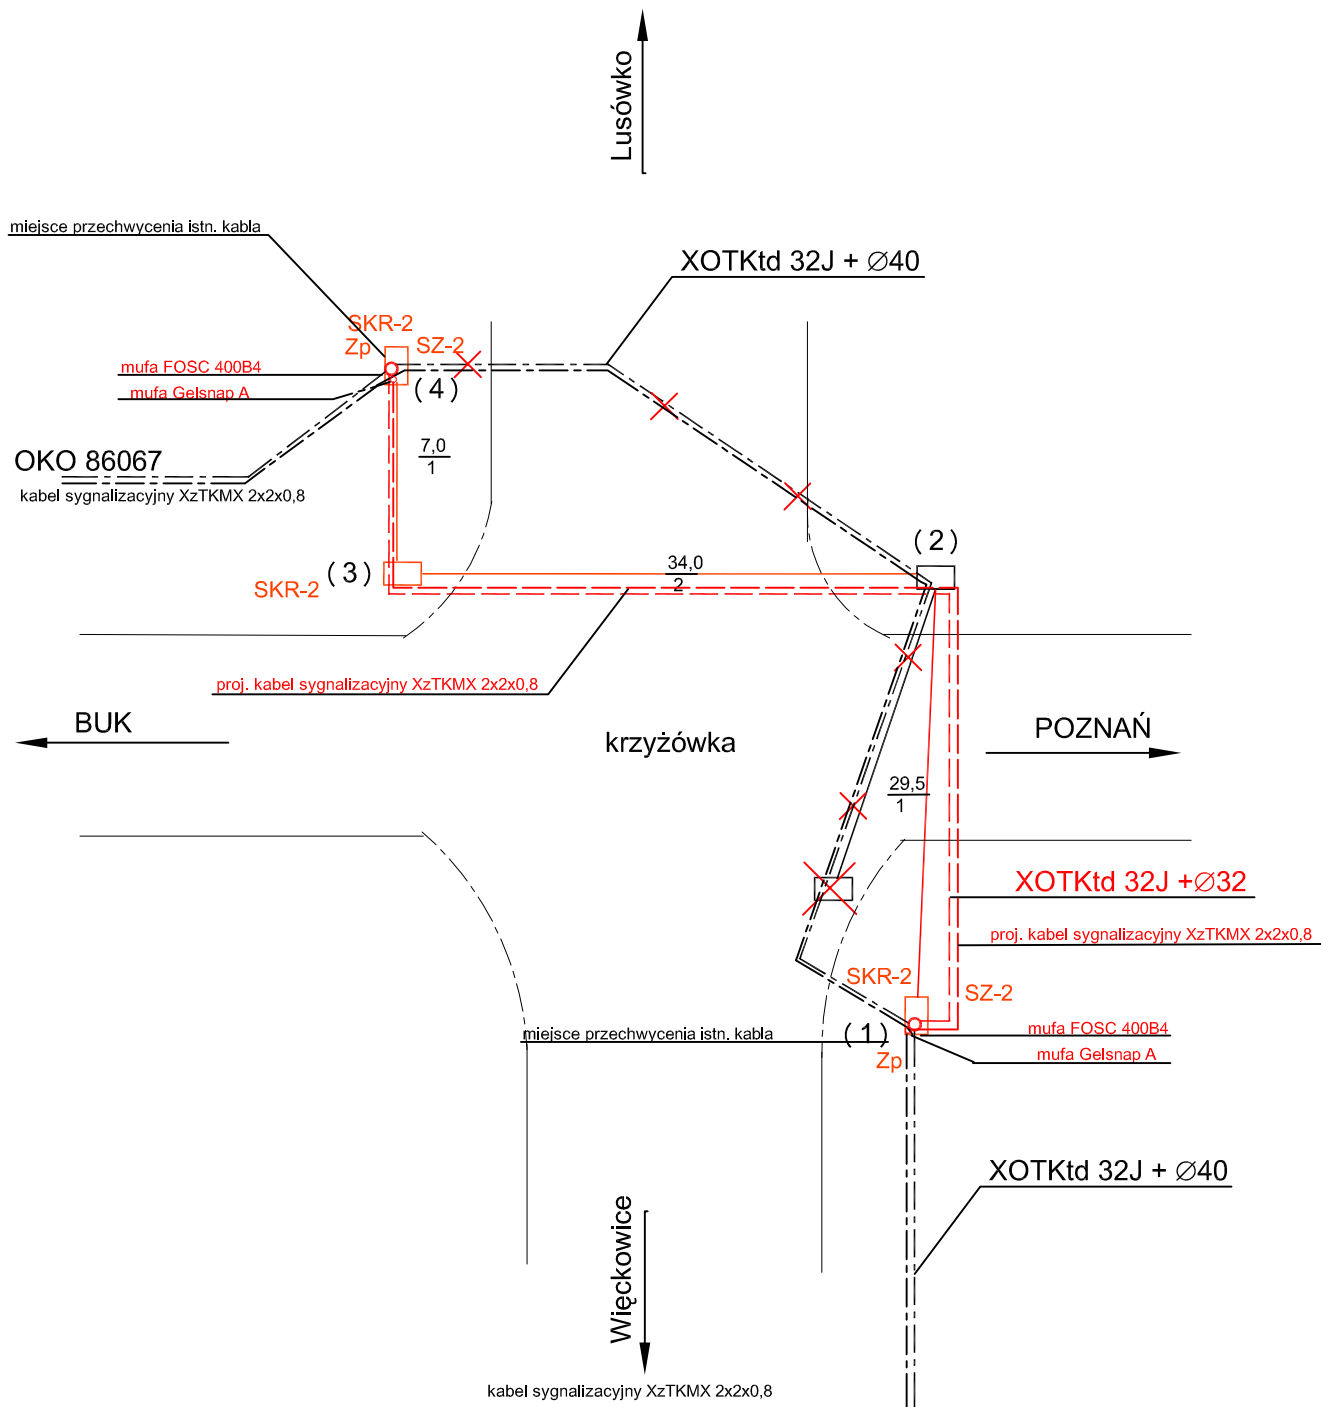 Lusówko
miejsce przechwycenia istn. kabla
XOTKtd 32J + Ø40
SKR-2
Zp
SZ-2
mufa FOSC 400B4
mufa Gelsnap A
(4)
7,0
1
OKO 86067
kabel sygnalizacyjny XzTKMX 2x2x0,8
(2)
34,0
2
(3)
SKR-2
proj. kabel sygnalizacyjny XzTKMX 2x2x0,8
BUK
krzyżówka
POZNAŃ
29,5
1
XOTKtd 32J +Ø32
proj. kabel sygnalizacyjny XzTKMX 2x2x0,8
SKR-2
SZ-2
miejsce przechwycenia istn. kabla
(1)
mufa FOSC 400B4
Zp
mufa Gelsnap A
XOTKtd 32J + Ø40
Więckowice
kabel sygnalizacyjny XzTKMX 2x2x0,8